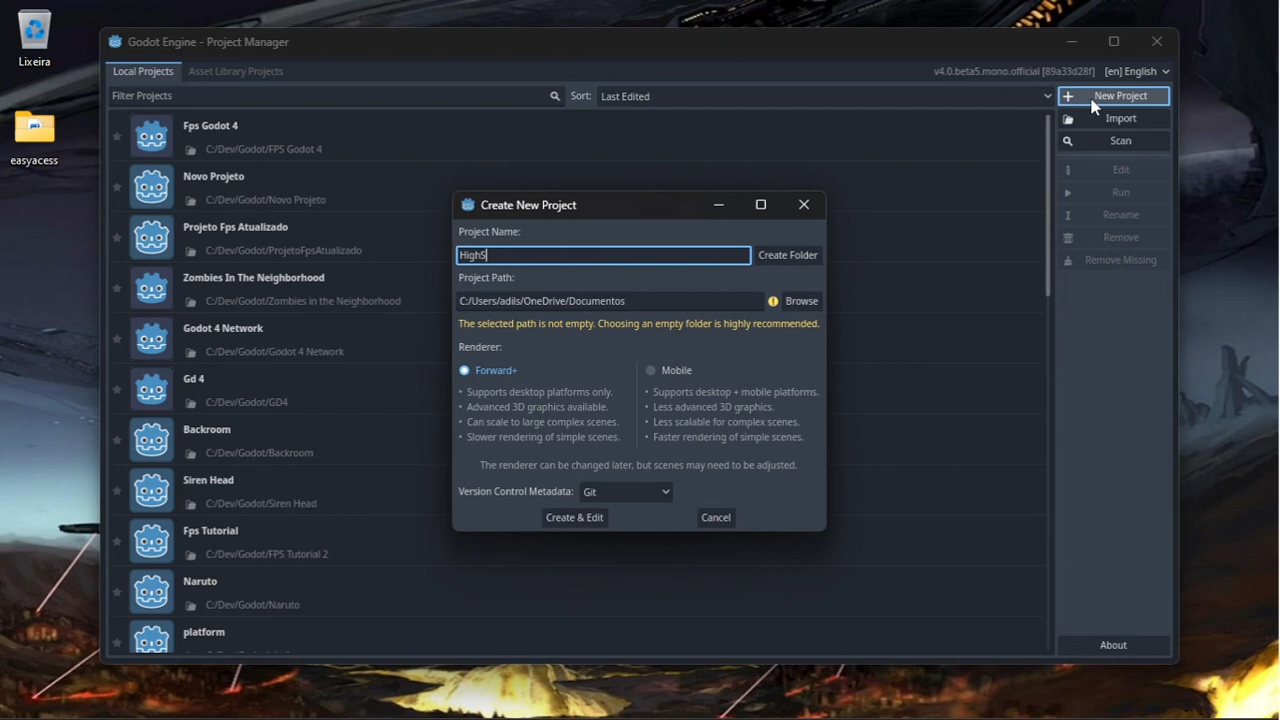 Lixeira
easyacess
Godot Engine - Project Manager
Local Projects Asset Library Projects
v4.0.beta5.mono.official [89a33d28f] [en] English
Filter Projects Sort: Last Edited
New Project
Import
Scan
Edit
Run
Rename
Remove
Remove Missing
About
Fps Godot 4
C:/Dev/Godot/FPS Godot 4
Novo Projeto
C:/Dev/Godot/Novo Projeto
Projeto Fps Atualizado
C:/Dev/Godot/ProjetoFpsAtualizado
Zombies In The Neighborhood
C:/Dev/Godot/Zombies in the Neighborhood
Godot 4 Network
C:/Dev/Godot/Godot 4 Network
Gd 4
C:/Dev/Godot/GD4
Backroom
C:/Dev/Godot/Backroom
Siren Head
C:/Dev/Godot/Siren Head
Fps Tutorial
C:/Dev/Godot/FPS Tutorial 2
Naruto
C:/Dev/Godot/Naruto
platform
Create New Project
Project Name:
HighS Create Folder
Project Path:
C:/Users/adils/OneDrive/Documentos Browse
The selected path is not empty. Choosing an empty folder is highly recommended.
Renderer:
Forward+
• Supports desktop platforms only.
• Advanced 3D graphics available.
• Can scale to large complex scenes.
• Slower rendering of simple scenes.
Mobile
• Supports desktop + mobile platforms.
• Less advanced 3D graphics.
• Less scalable for complex scenes.
• Faster rendering of simple scenes.
The renderer can be changed later, but scenes may need to be adjusted.
Version Control Metadata: Git
Create & Edit Cancel